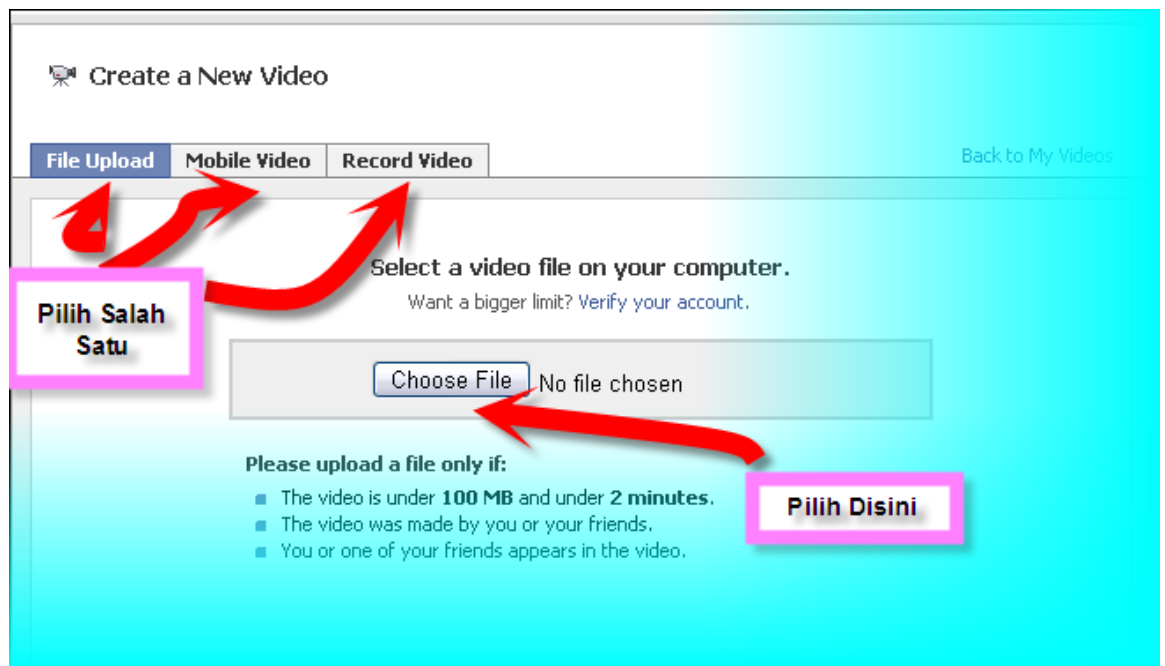 Create a New Video
File Upload
Mobile Video
Record Video
Back to My Videos
Select a video file on your computer.
Want a bigger limit? Verify your account.
Pilih Salah
Satu
Choose File No file chosen
Please upload a file only if:
The video is under 100 MB and under 2 minutes.
The video was made by you or your friends.
You or one of your friends appears in the video.
Pilih Disini